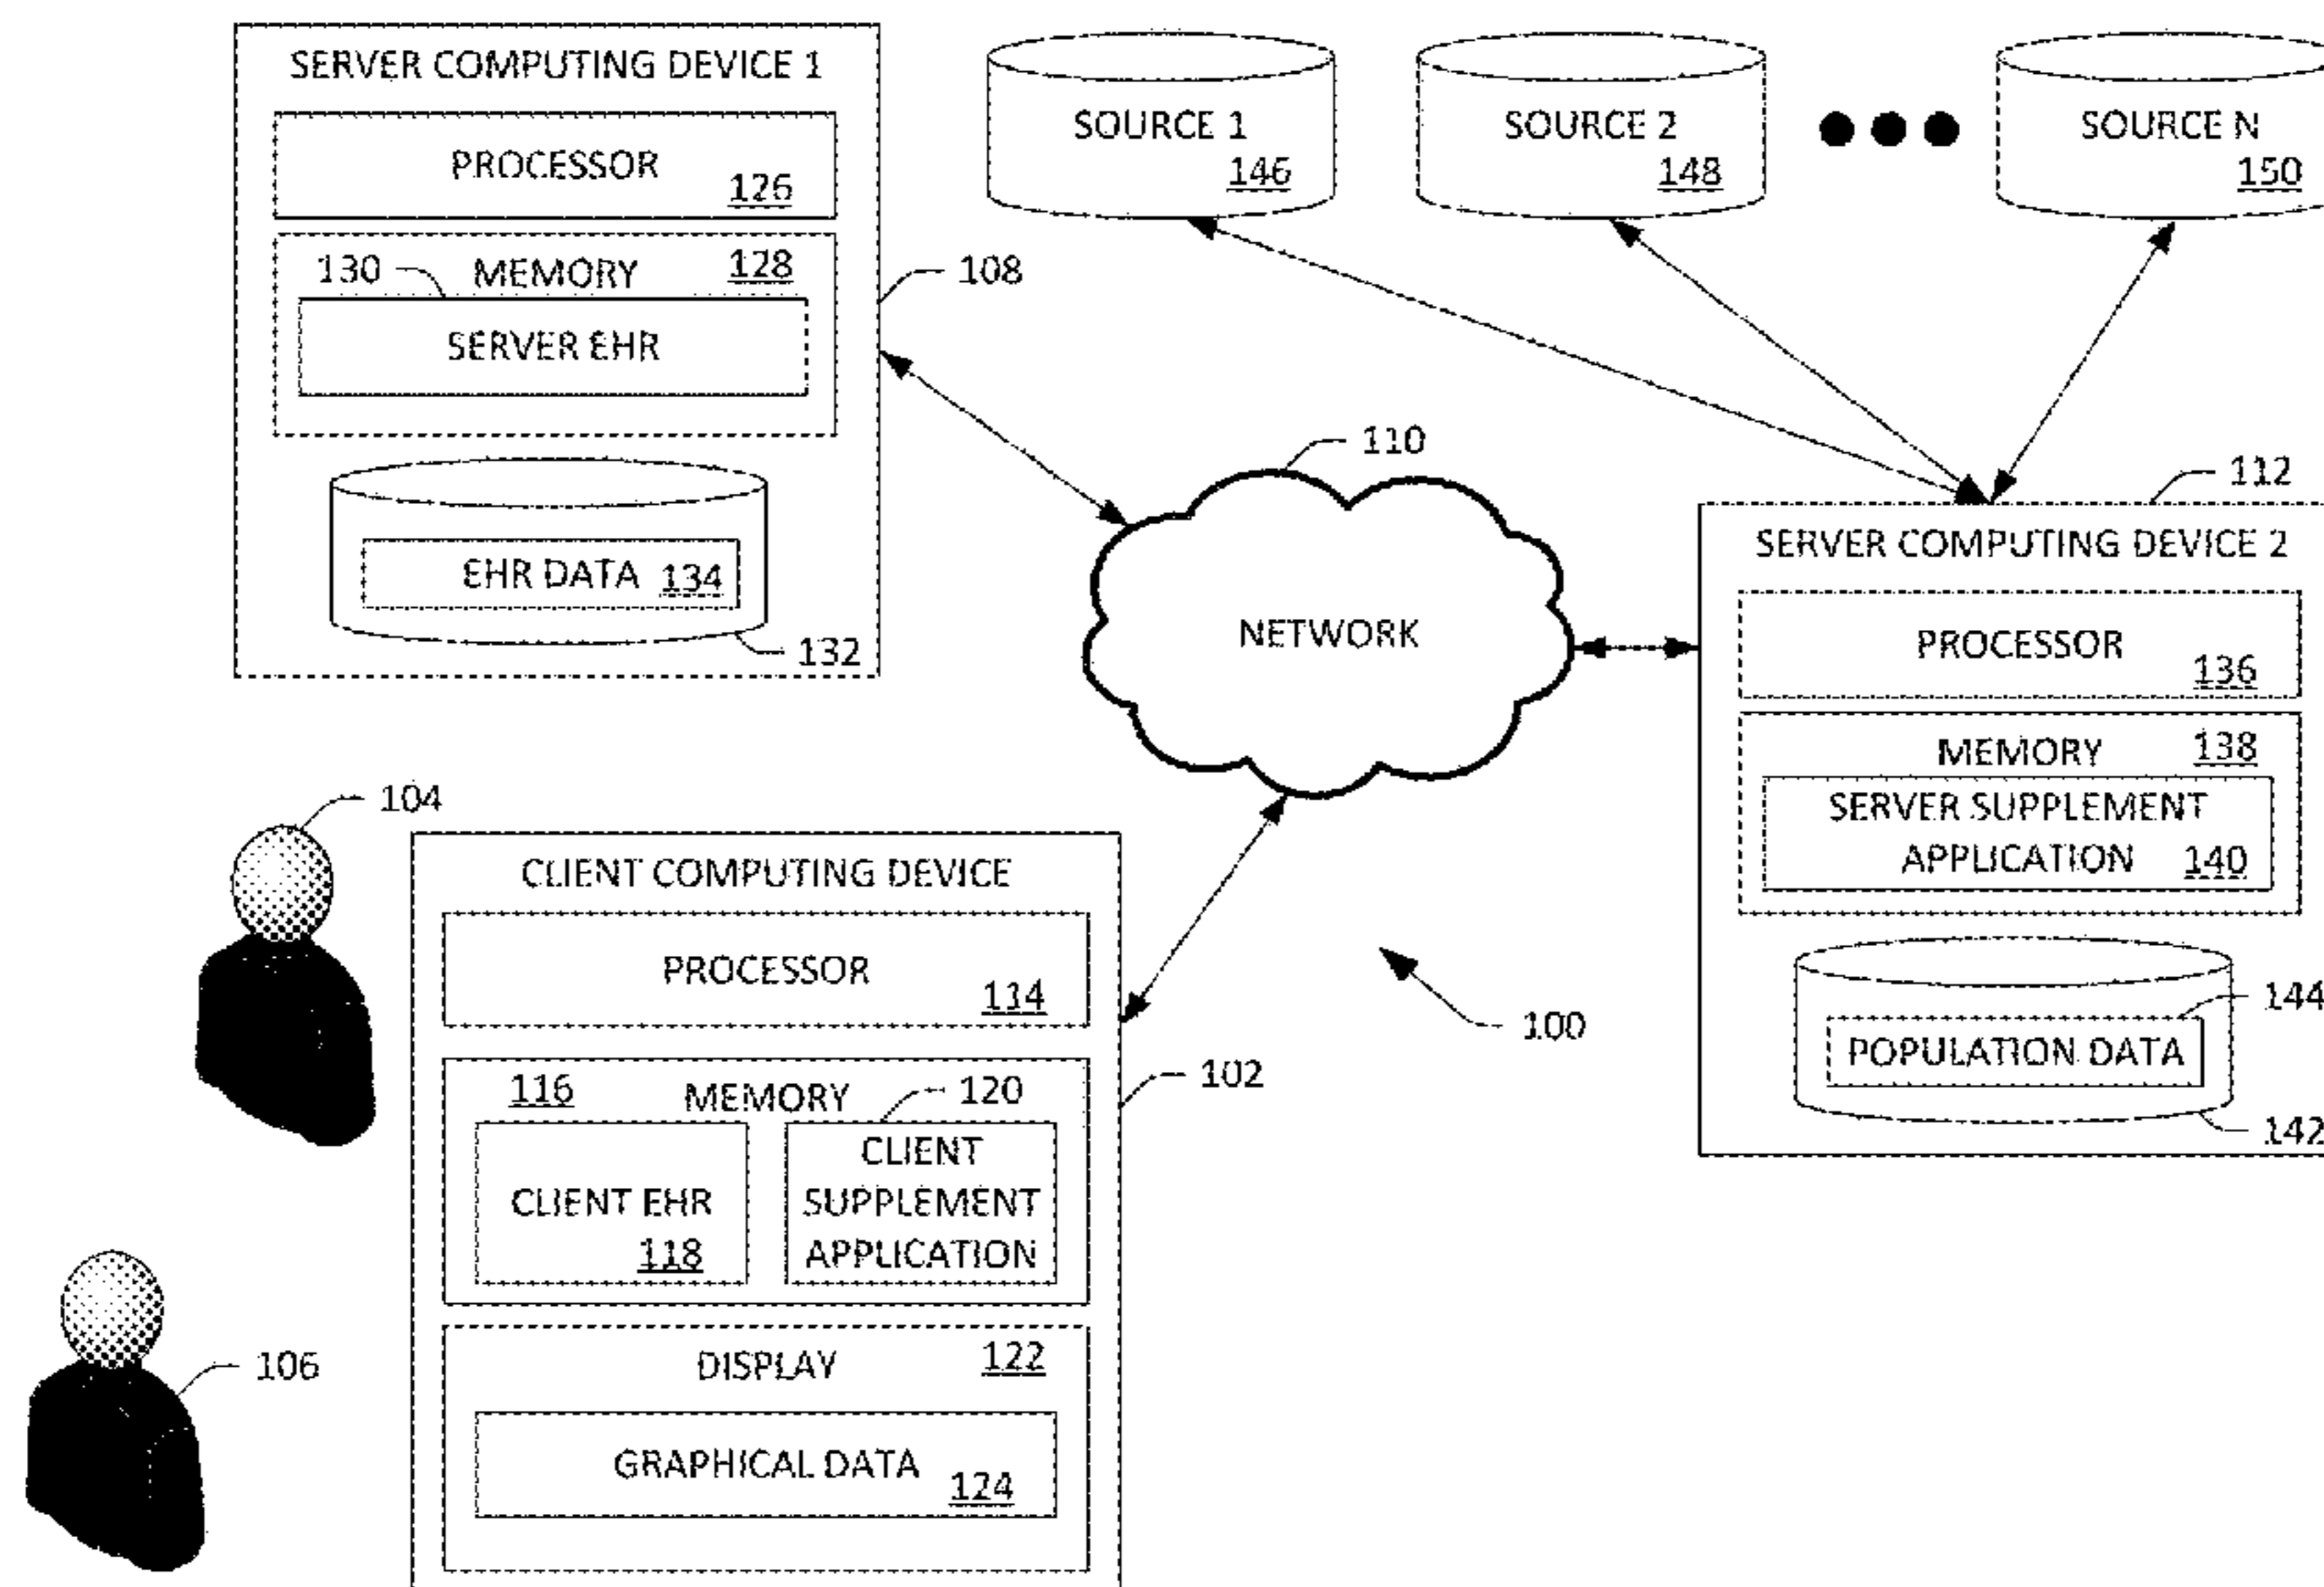 SERVER COMPUTING DEVICE 1
PROCESSOR
126
130
MEMORY
128
SERVER EHR
108
EHR DATA 134
132
SOURCE 1
146
SOURCE 2
148
SOURCE N
150
110
NETWORK
112
SERVER COMPUTING DEVICE 2
PROCESSOR
136
MEMORY
138
SERVER SUPPLEMENT
APPLICATION 140
144
POPULATION DATA
142
104
CLIENT COMPUTING DEVICE
PROCESSOR
114
100
102
116
MEMORY
120
CLIENT EHR
118
CLIENT
SUPPLEMENT
APPLICATION
106
DISPLAY
122
GRAPHICAL DATA
124